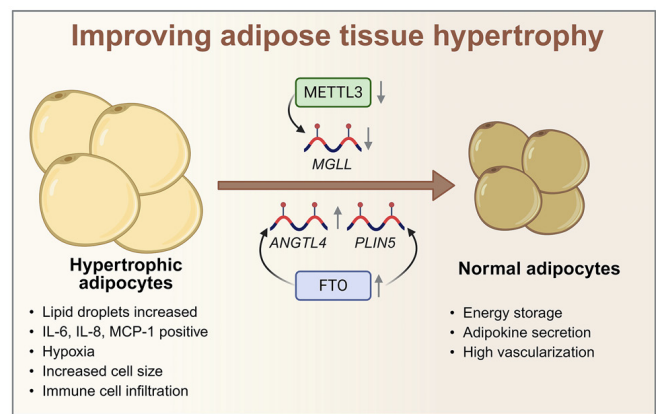 Improving adipose tissue hypertrophy
METTL3
MGLL
ANGTL4 PLIN5
FTO
Hypertrophic
adipocytes
• Lipid droplets increased
• IL-6, IL-8, MCP-1 positive
• Hypoxia
• Increased cell size
• Immune cell infiltration
Normal adipocytes
• Energy storage
• Adipokine secretion
• High vascularization